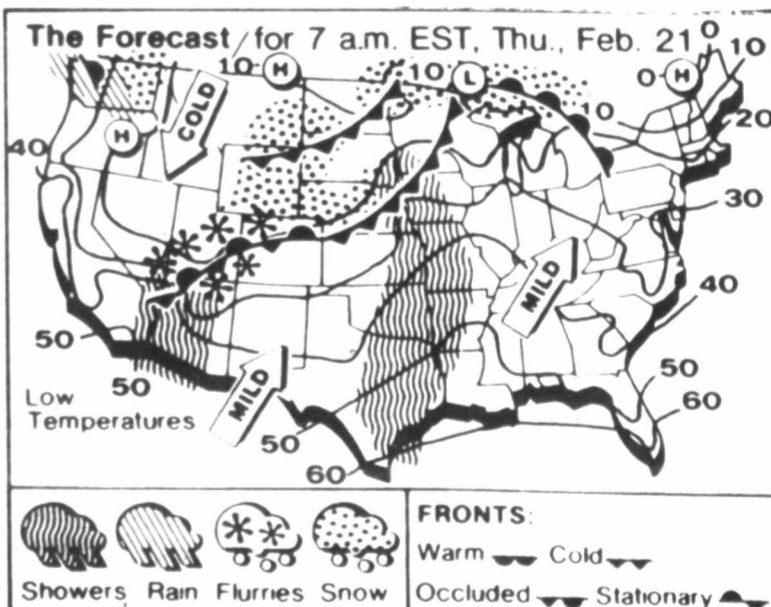 The Forecast for 7 a.m. EST, Thu., Feb. 21
0
10
10 H
10 L
0 H
COLD
H
10
20
40
30
MILD
40
50
50
50
Low
Temperatures
MILD
50
60
60
Showers Rain Flurries Snow
FRONTS:
Warm Cold
Occluded Stationary